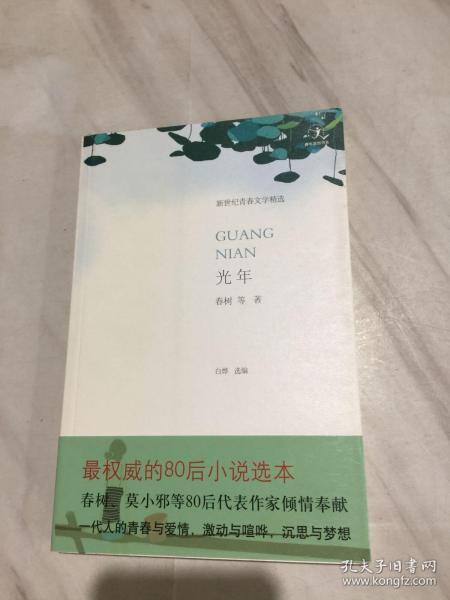 新世纪青春文学精选
GUANG
NIAN
光年
春树 等 著
白烨 选编
最权威的80后小说选本
春树、莫小邪等80后代表作家倾情奉献
一代人的青春与爱情，激动与喧哗，沉思与梦想
孔夫子旧书网
www.kongfz.com